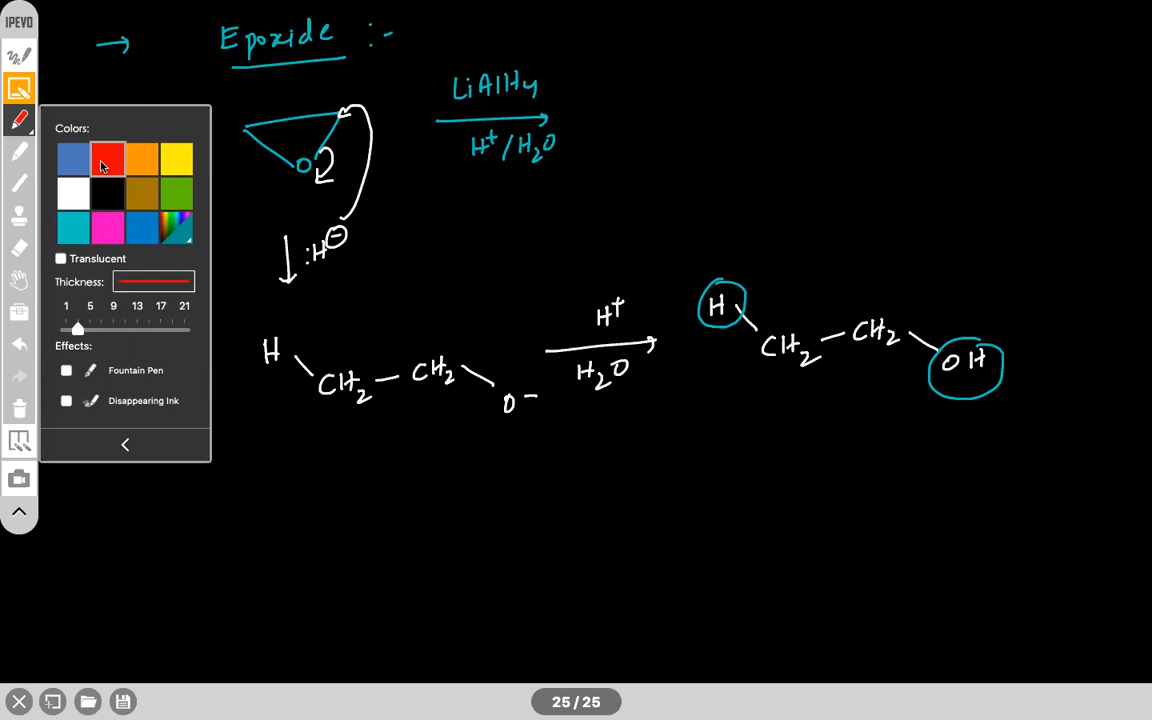 IPEVO
→ Epoxide :-
LiAlH4
H+/H2O
O
:H⊖
Colors:
Translucent
Thickness:
1 5 9 13 17 21
Effects:
Fountain Pen
Disappearing Ink
H
CH2 - CH2
O -
H+
H2O
H
CH2 - CH2
OH
25 / 25